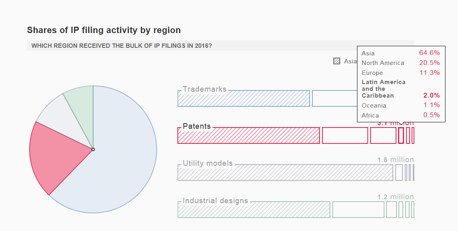 Shares of IP filing activity by region
WHICH REGION RECEIVED THE BULK OF IP FILINGS IN 2016?
Asia
Asia 64.6%
North America 20.5%
Europe 11.3%
Latin America
and the
Caribbean 2.0%
Oceania 1.1%
Africa 0.5%
Trademarks
Patents
3.1 million
Utility models
1.6 million
Industrial designs
1.2 million